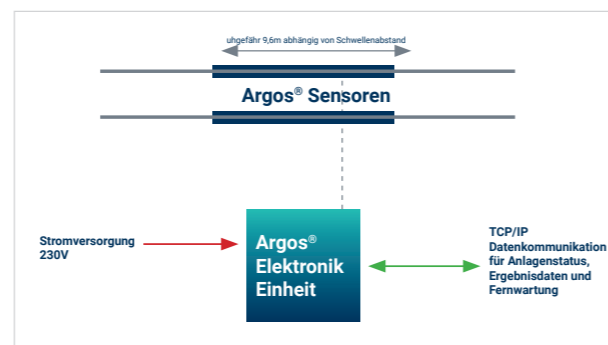 uhgefähr 9,6m abhängig von Schwellenabstand
Argos® Sensoren
Stromversorgung
230V
Argos®
Elektronik
Einheit
TCP/IP
Datenkommunikation
für Anlagenstatus,
Ergebnisdaten und
Fernwartung